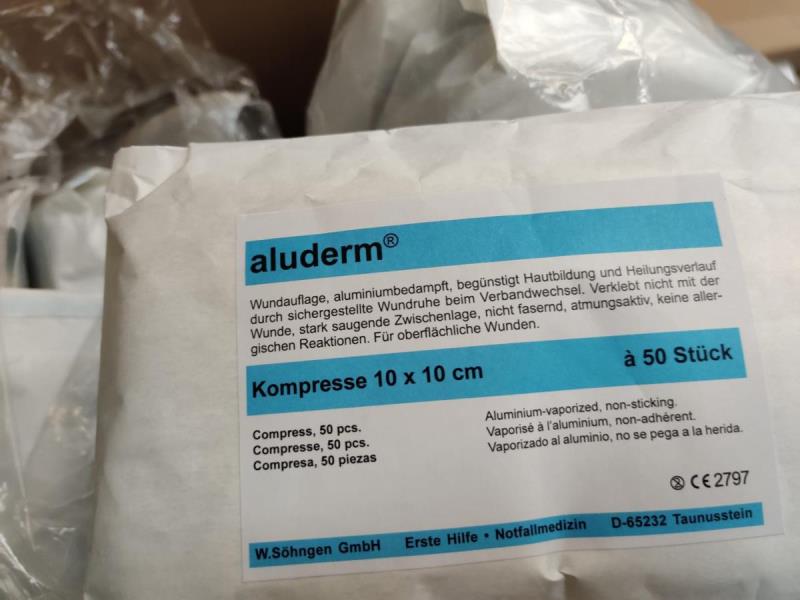 aluderm®
Wundauflage, aluminiumbedampft, begünstigt Hautbildung und Heilungsverlauf
durch sichergestellte Wundruhe beim Verbandwechsel. Verklebt nicht mit der
Wunde, stark saugende Zwischenlage, nicht fasernd, atmungsaktiv, keine aller-
gischen Reaktionen. Für oberflächliche Wunden.
Kompresse 10 x 10 cm à 50 Stück
Compress, 50 pcs.
Compresse, 50 pcs.
Compresa, 50 piezas
Aluminium-vaporized, non-sticking.
Vaporisé à l'aluminium, non-adhérent.
Vaporizado al aluminio, no se pega a la herida.
CE 2797
W.Söhngen GmbH Erste Hilfe • Notfallmedizin D-65232 Taunusstein